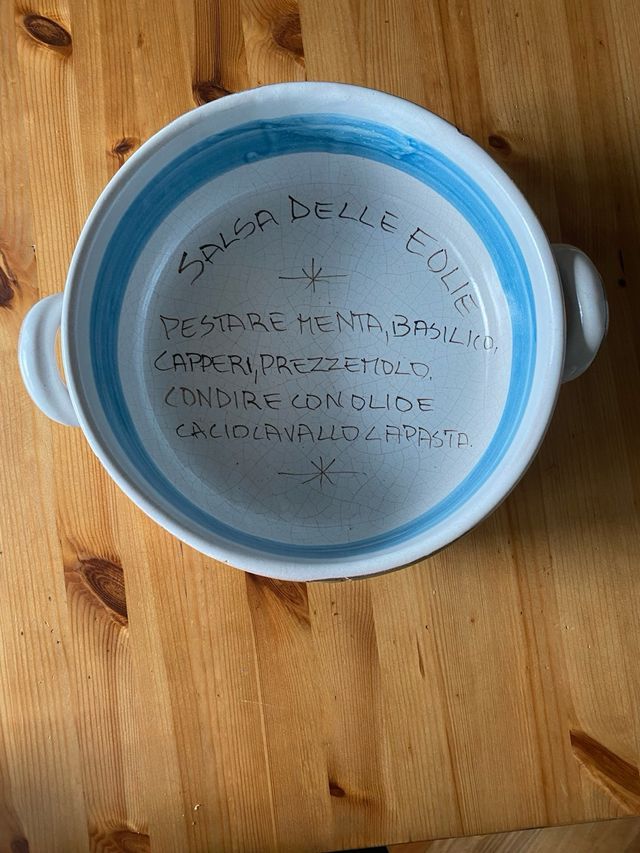 SALSA DELLE EOLIE
PESTARE MENTA, BASILICO,
CAPPERI, PREZZEMOLO.
CONDIRE CON OLIO E
CACIOCAVALLO LA PASTA.